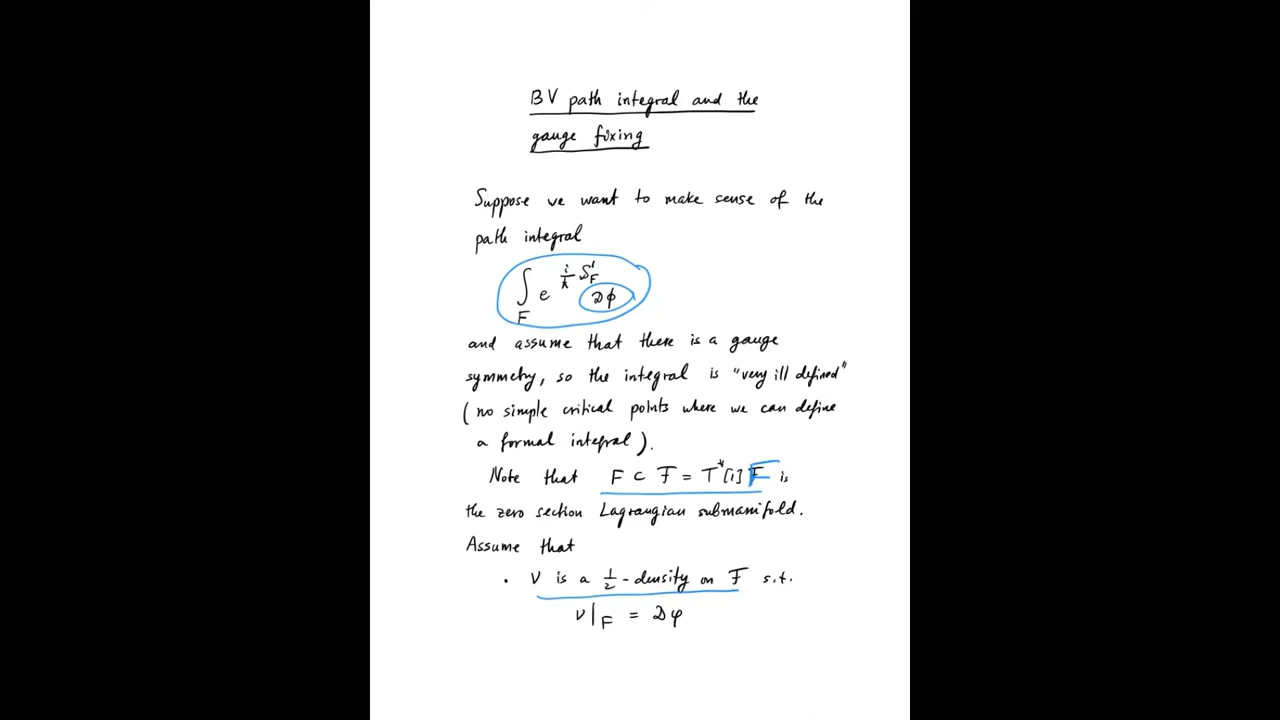 BV path integral and the
gauge fixing
Suppose we want to make sense of the
path integral
∫_F e^{i/ħ S_F} 𝒟ϕ
and assume that there is a gauge
symmetry, so the integral is "very ill defined"
(no simple critical points where we can define
a formal integral).
Note that F ⊂ ℱ = T*[1] F is
the zero section Lagrangian submanifold.
Assume that
• ν is a 1/2-density on ℱ s.t.
ν|_F = 𝒟φ